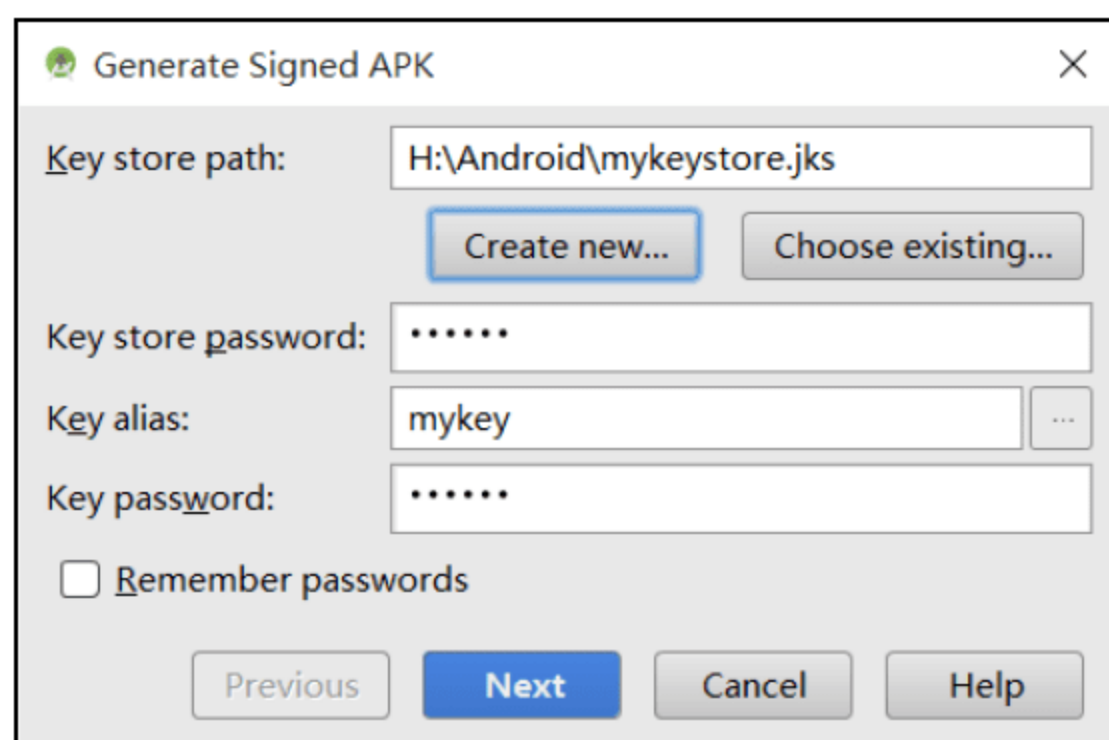 Generate Signed APK
Key store path: H:\Android\mykeystore.jks
Create new... Choose existing...
Key store password: ••••••
Key alias: mykey ...
Key password: ••••••
Remember passwords
Previous Next Cancel Help